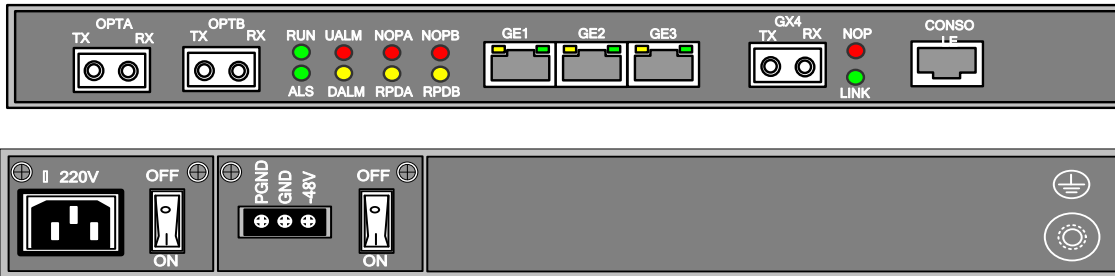 OPTA OPTB GX4 CONSO
TX RX TX RX RUN UALM NOPA NOPB GE1 GE2 GE3 TX RX NOP LE
ALS DALM RPDA RPDB LINK
220V OFF PGND GND -48V OFF
ON ON